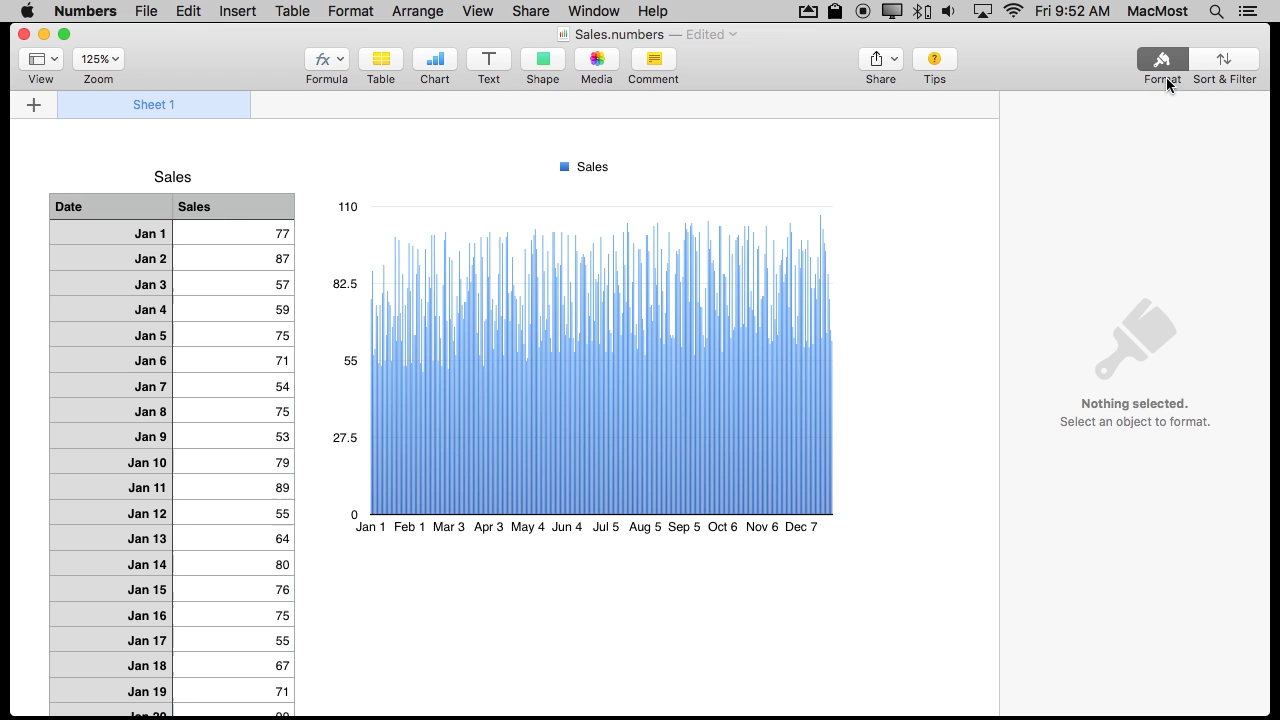 Numbers File Edit Insert Table Format Arrange View Share Window Help Fri 9:52 AM MacMost
Sales.numbers — Edited
125%
View Zoom Formula Table Chart Text Shape Media Comment Share Tips Format Sort & Filter
Sheet 1
Sales
Date Sales
Jan 1 77
Jan 2 87
Jan 3 57
Jan 4 59
Jan 5 75
Jan 6 71
Jan 7 54
Jan 8 75
Jan 9 53
Jan 10 79
Jan 11 89
Jan 12 55
Jan 13 64
Jan 14 80
Jan 15 76
Jan 16 75
Jan 17 55
Jan 18 67
Jan 19 71
Sales
110
82.5
55
27.5
0
Jan 1 Feb 1 Mar 3 Apr 3 May 4 Jun 4 Jul 5 Aug 5 Sep 5 Oct 6 Nov 6 Dec 7
Nothing selected.
Select an object to format.